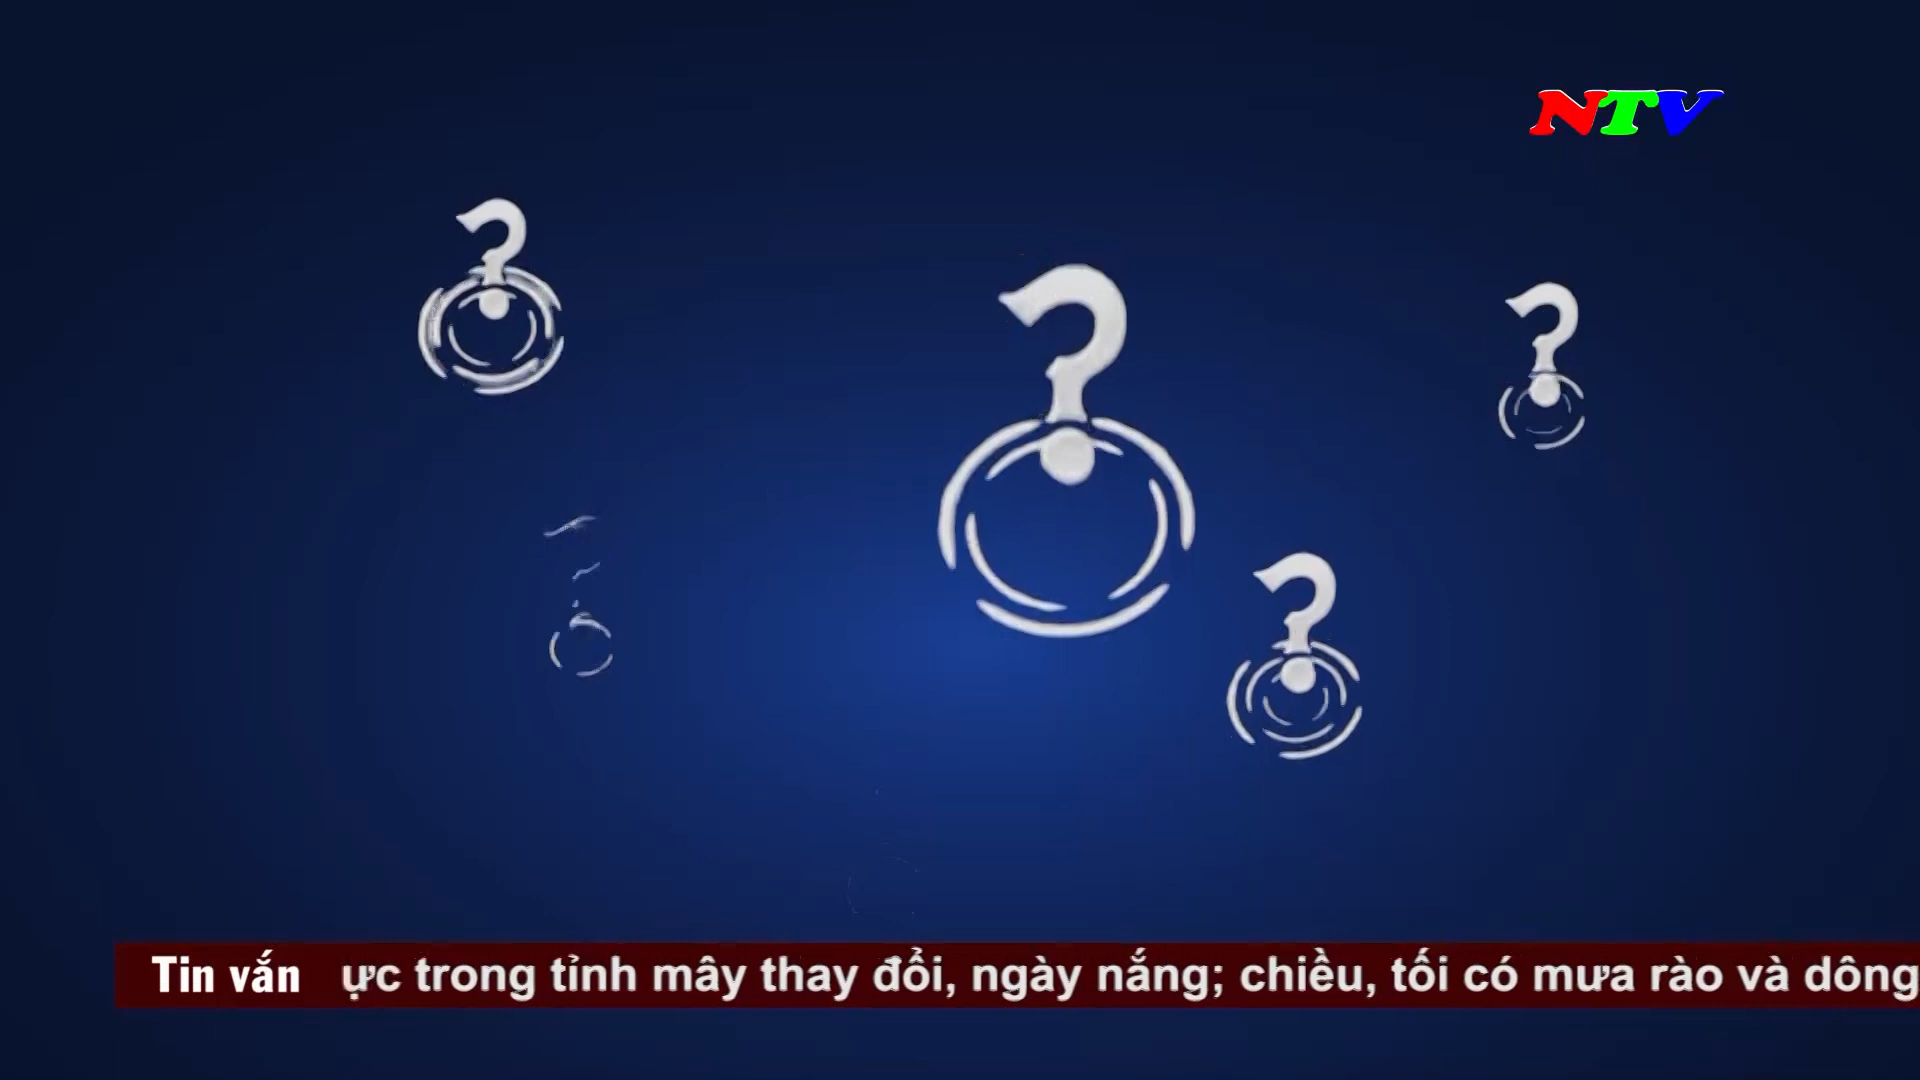 NTV
?
?
?
?
Tin vắn ực trong tỉnh mây thay đổi, ngày nắng; chiều, tối có mưa rào và dông